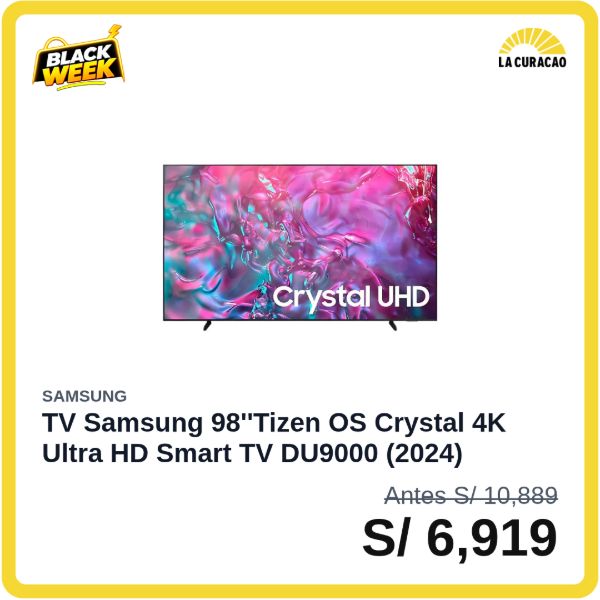 BLACK
WEEK
LA CURACAO
Crystal UHD
SAMSUNG
TV Samsung 98''Tizen OS Crystal 4K
Ultra HD Smart TV DU9000 (2024)
Antes S/ 10,889
S/ 6,919